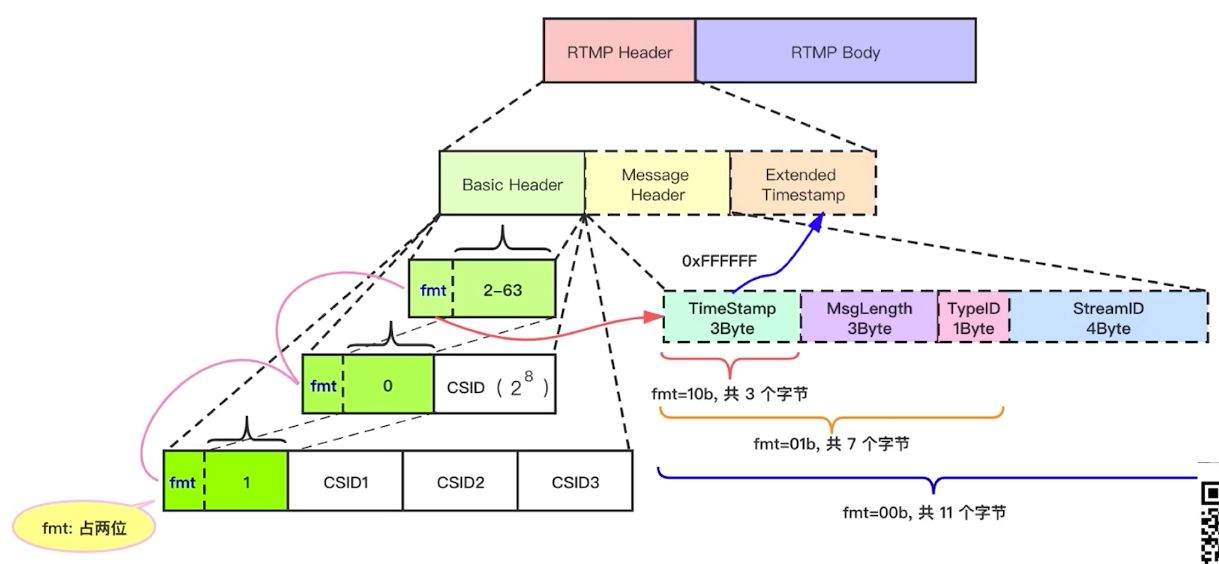 RTMP Header
RTMP Body
Basic Header
Message
Header
Extended
Timestamp
0xFFFFFF
fmt
2–63
TimeStamp
3Byte
MsgLength
3Byte
TypeID
1Byte
StreamID
4Byte
fmt
0
CSID ( 2^8 )
fmt=10b, 共 3 个字节
fmt=01b, 共 7 个字节
fmt
1
CSID1
CSID2
CSID3
fmt=00b, 共 11 个字节
fmt: 占两位